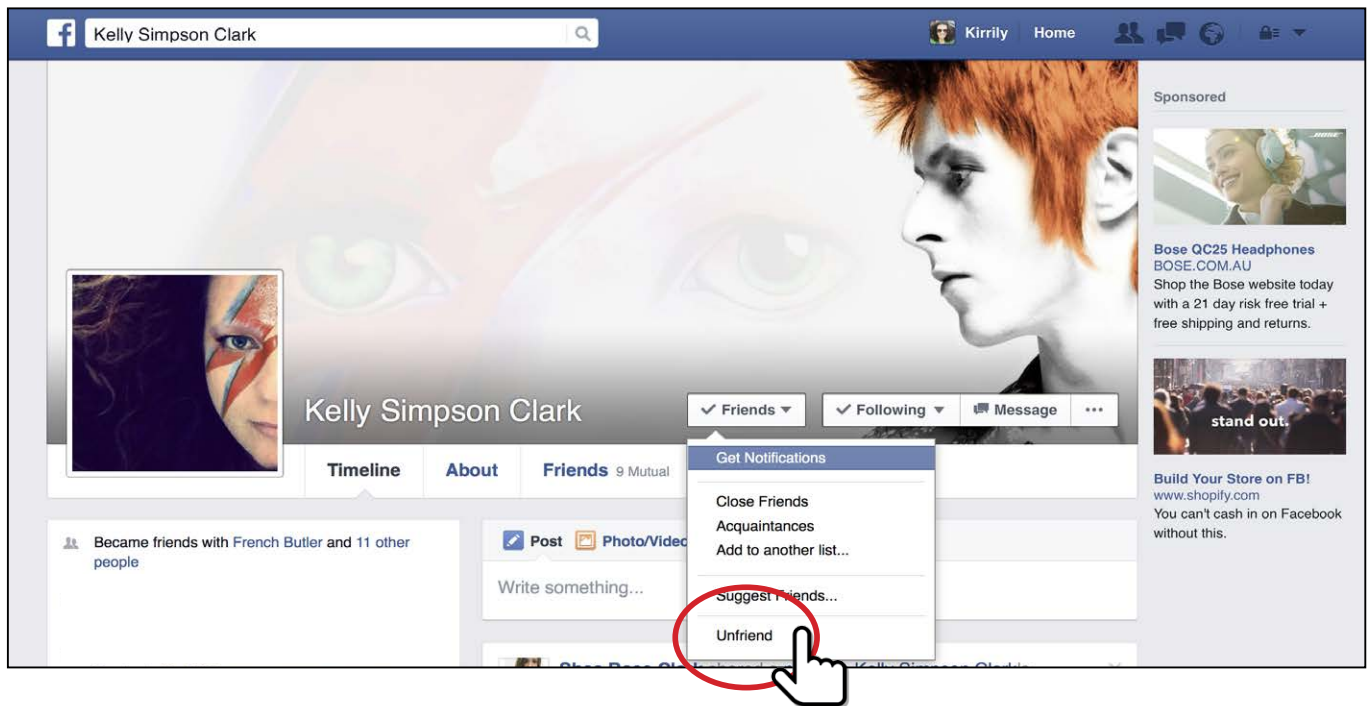 f
Kelly Simpson Clark
Kirrily Home
Sponsored
BOSE
Bose QC25 Headphones
BOSE.COM.AU
Shop the Bose website today
with a 21 day risk free trial +
free shipping and returns.
stand out.
Build Your Store on FB!
www.shopify.com
You can't cash in on Facebook
without this.
Kelly Simpson Clark
Friends Following Message ...
Timeline About Friends 9 Mutual
Get Notifications
Close Friends
Acquaintances
Add to another list...
Suggest Friends...
Unfriend
Became friends with French Butler and 11 other
people
Post Photo/Video
Write something...
Kelly Simpson Clark's